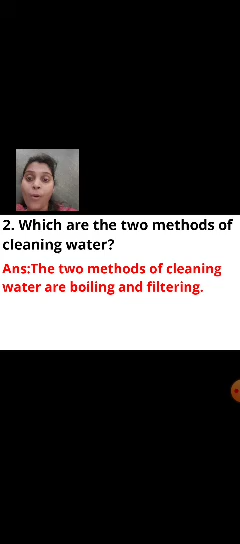 2. Which are the two methods of
cleaning water?
Ans:The two methods of cleaning
water are boiling and filtering.